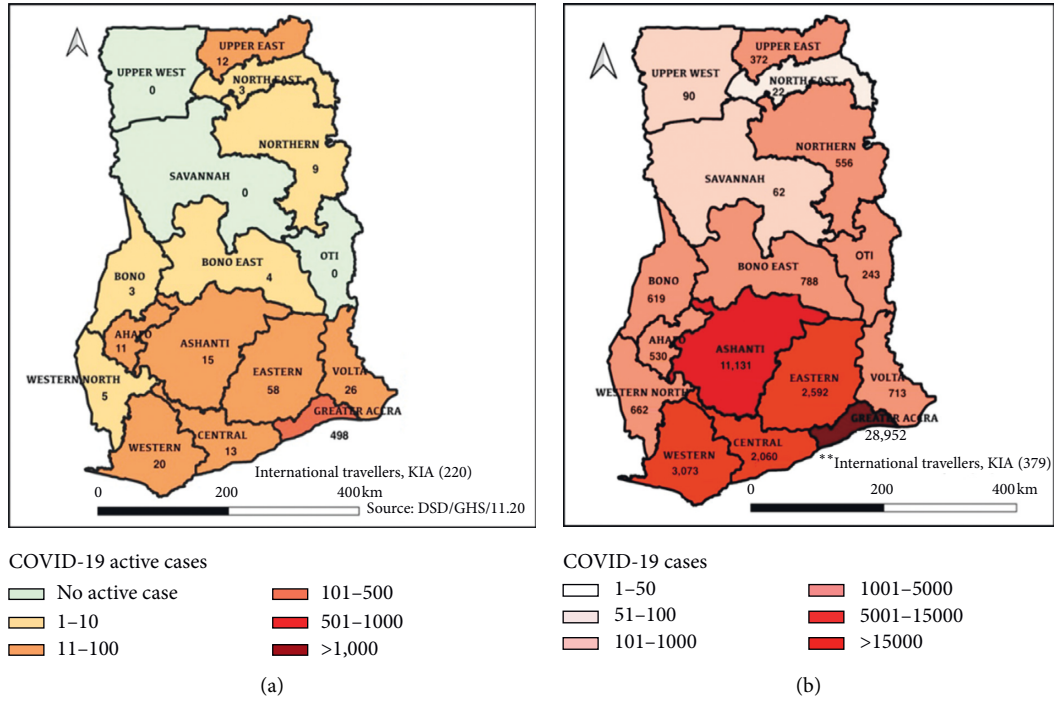 UPPER EAST
12
UPPER WEST
0
NORTH EAST
3
NORTHERN
9
SAVANNAH
0
OTI
0
BONO EAST
4
BONO
3
AHAFO
11
ASHANTI
15
EASTERN
58
VOLTA
26
WESTERN NORTH
5
GREATER ACCRA
498
CENTRAL
13
WESTERN
20
International travellers, KIA (220)
0 200 400 km
Source: DSD/GHS/11.20
COVID-19 active cases
No active case
1–10
11–100
101–500
501–1000
>1,000
(a)
UPPER EAST
372
UPPER WEST
90
NORTH EAST
22
NORTHERN
556
SAVANNAH
62
OTI
243
BONO EAST
788
BONO
619
AHAFO
530
ASHANTI
11,131
EASTERN
2,592
VOLTA
713
WESTERN NORTH
662
GREATER ACCRA
28,952
CENTRAL
2,060
WESTERN
3,073
**International travellers, KIA (379)
0 200 400 km
COVID-19 cases
1–50
51–100
101–1000
1001–5000
5001–15000
>15000
(b)